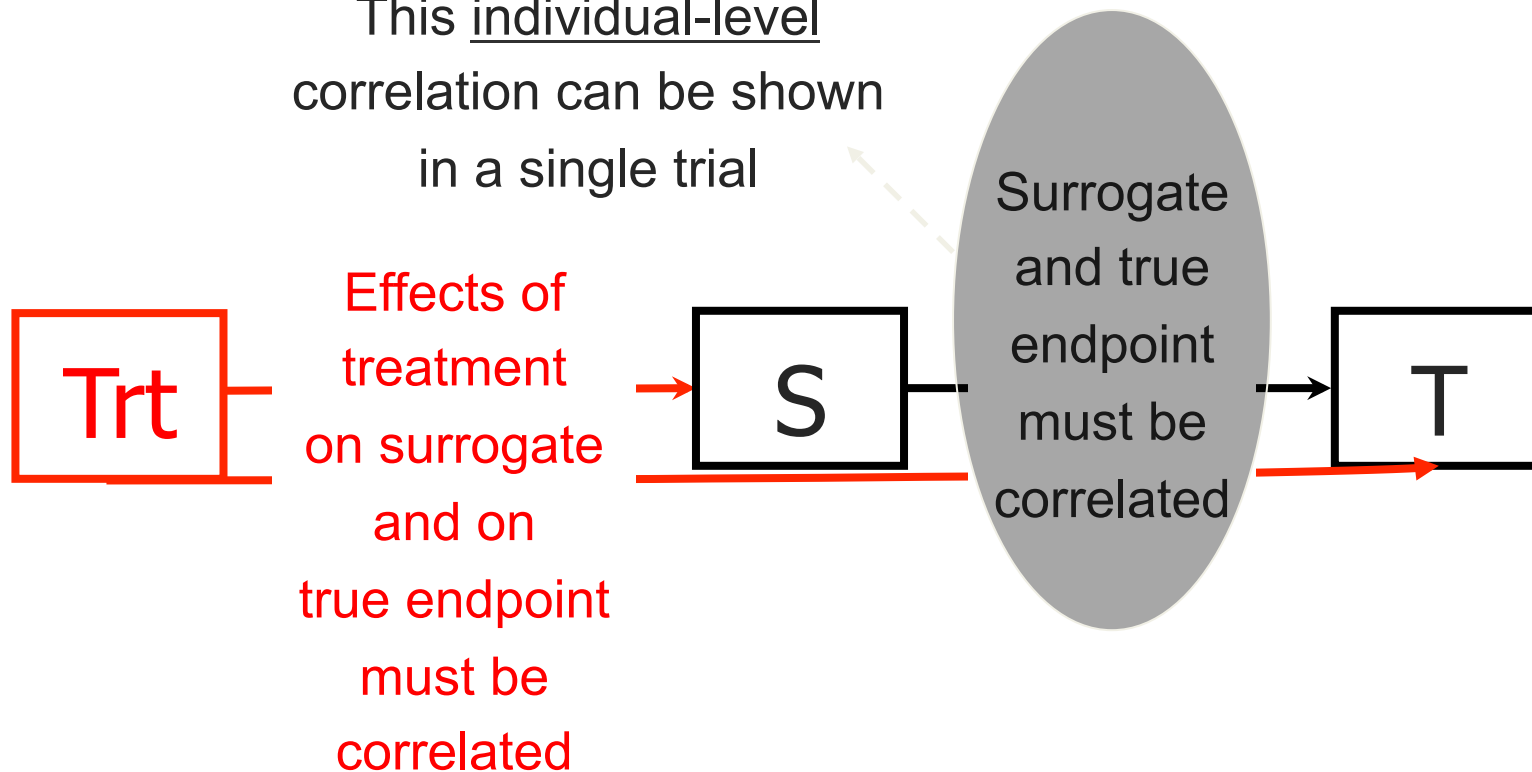 This individual-level
correlation can be shown
in a single trial
Effects of
treatment
on surrogate
and on
true endpoint
must be
correlated
Trt
S
Surrogate
and true
endpoint
must be
correlated
T